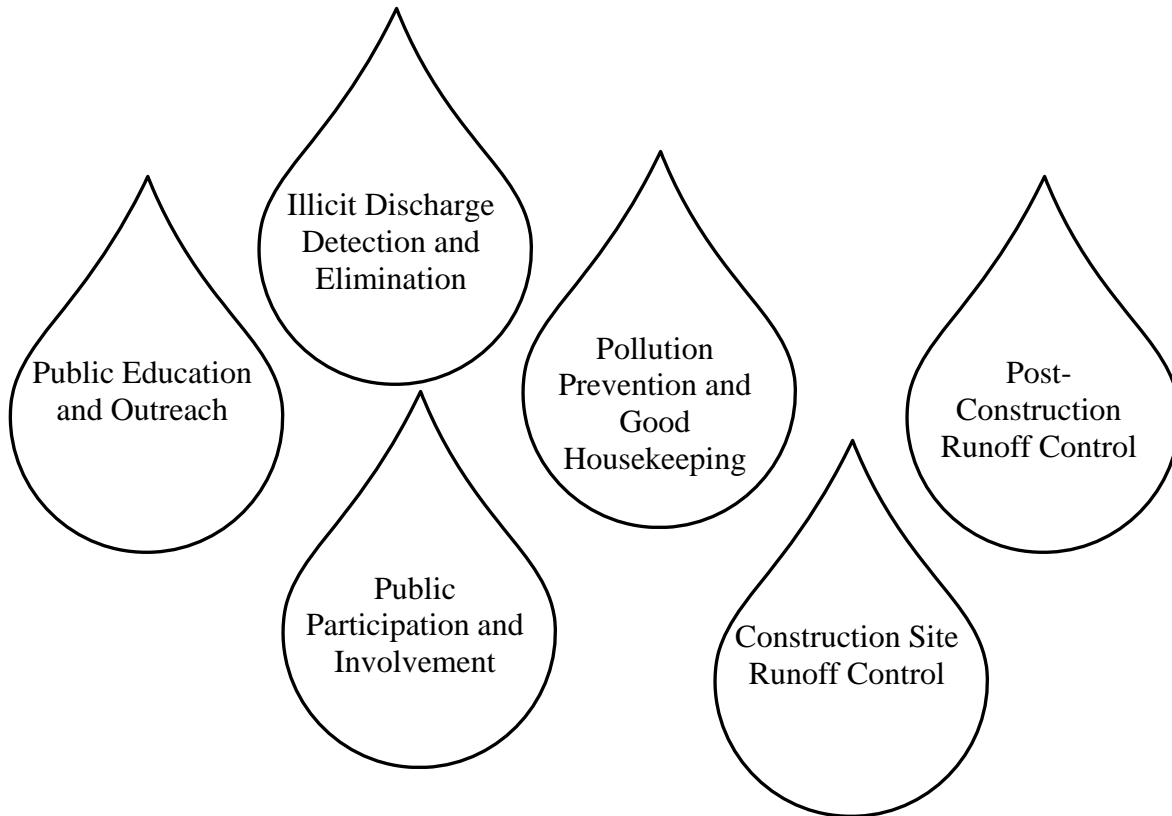 Illicit Discharge
Detection and
Elimination
Public Education
and Outreach
Pollution
Prevention and
Good
Housekeeping
Post-
Construction
Runoff Control
Public
Participation and
Involvement
Construction Site
Runoff Control